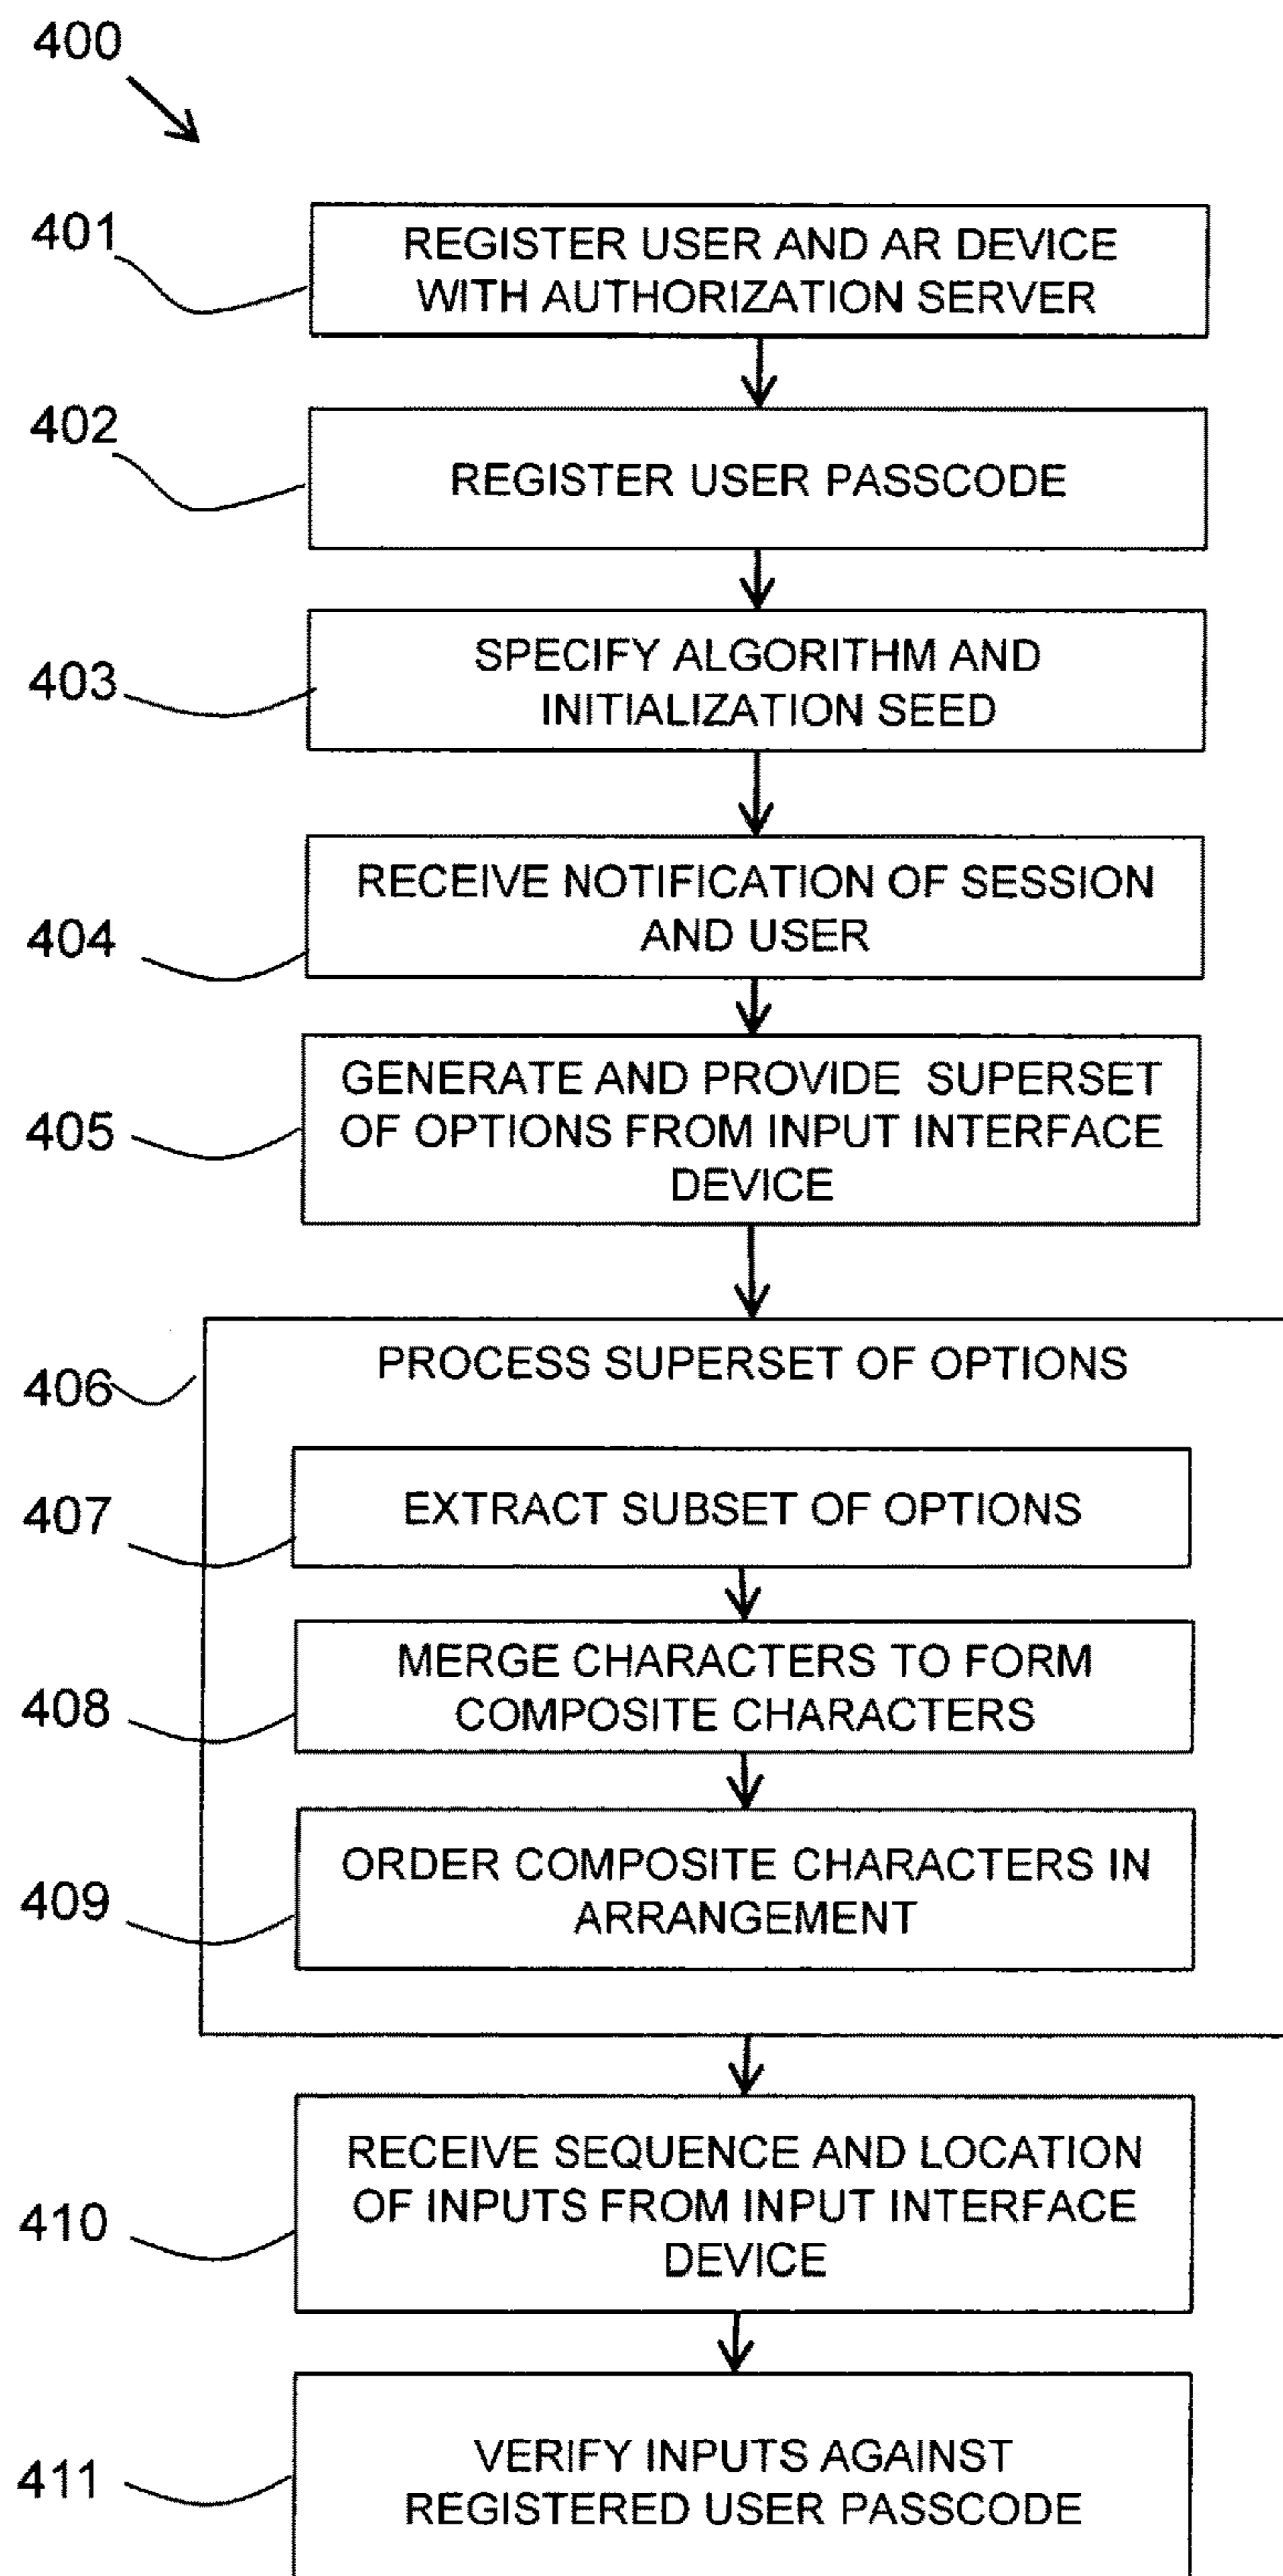 400
401
REGISTER USER AND AR DEVICE
WITH AUTHORIZATION SERVER
402
REGISTER USER PASSCODE
403
SPECIFY ALGORITHM AND
INITIALIZATION SEED
404
RECEIVE NOTIFICATION OF SESSION
AND USER
405
GENERATE AND PROVIDE SUPERSET
OF OPTIONS FROM INPUT INTERFACE
DEVICE
406
PROCESS SUPERSET OF OPTIONS
407
EXTRACT SUBSET OF OPTIONS
408
MERGE CHARACTERS TO FORM
COMPOSITE CHARACTERS
409
ORDER COMPOSITE CHARACTERS IN
ARRANGEMENT
410
RECEIVE SEQUENCE AND LOCATION
OF INPUTS FROM INPUT INTERFACE
DEVICE
411
VERIFY INPUTS AGAINST
REGISTERED USER PASSCODE